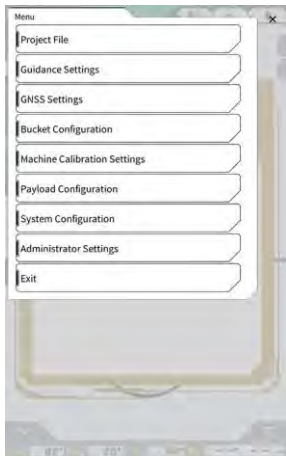 Menu
Project File
Guidance Settings
GNSS Settings
Bucket Configuration
Machine Calibration Settings
Payload Configuration
System Configuration
Administrator Settings
Exit